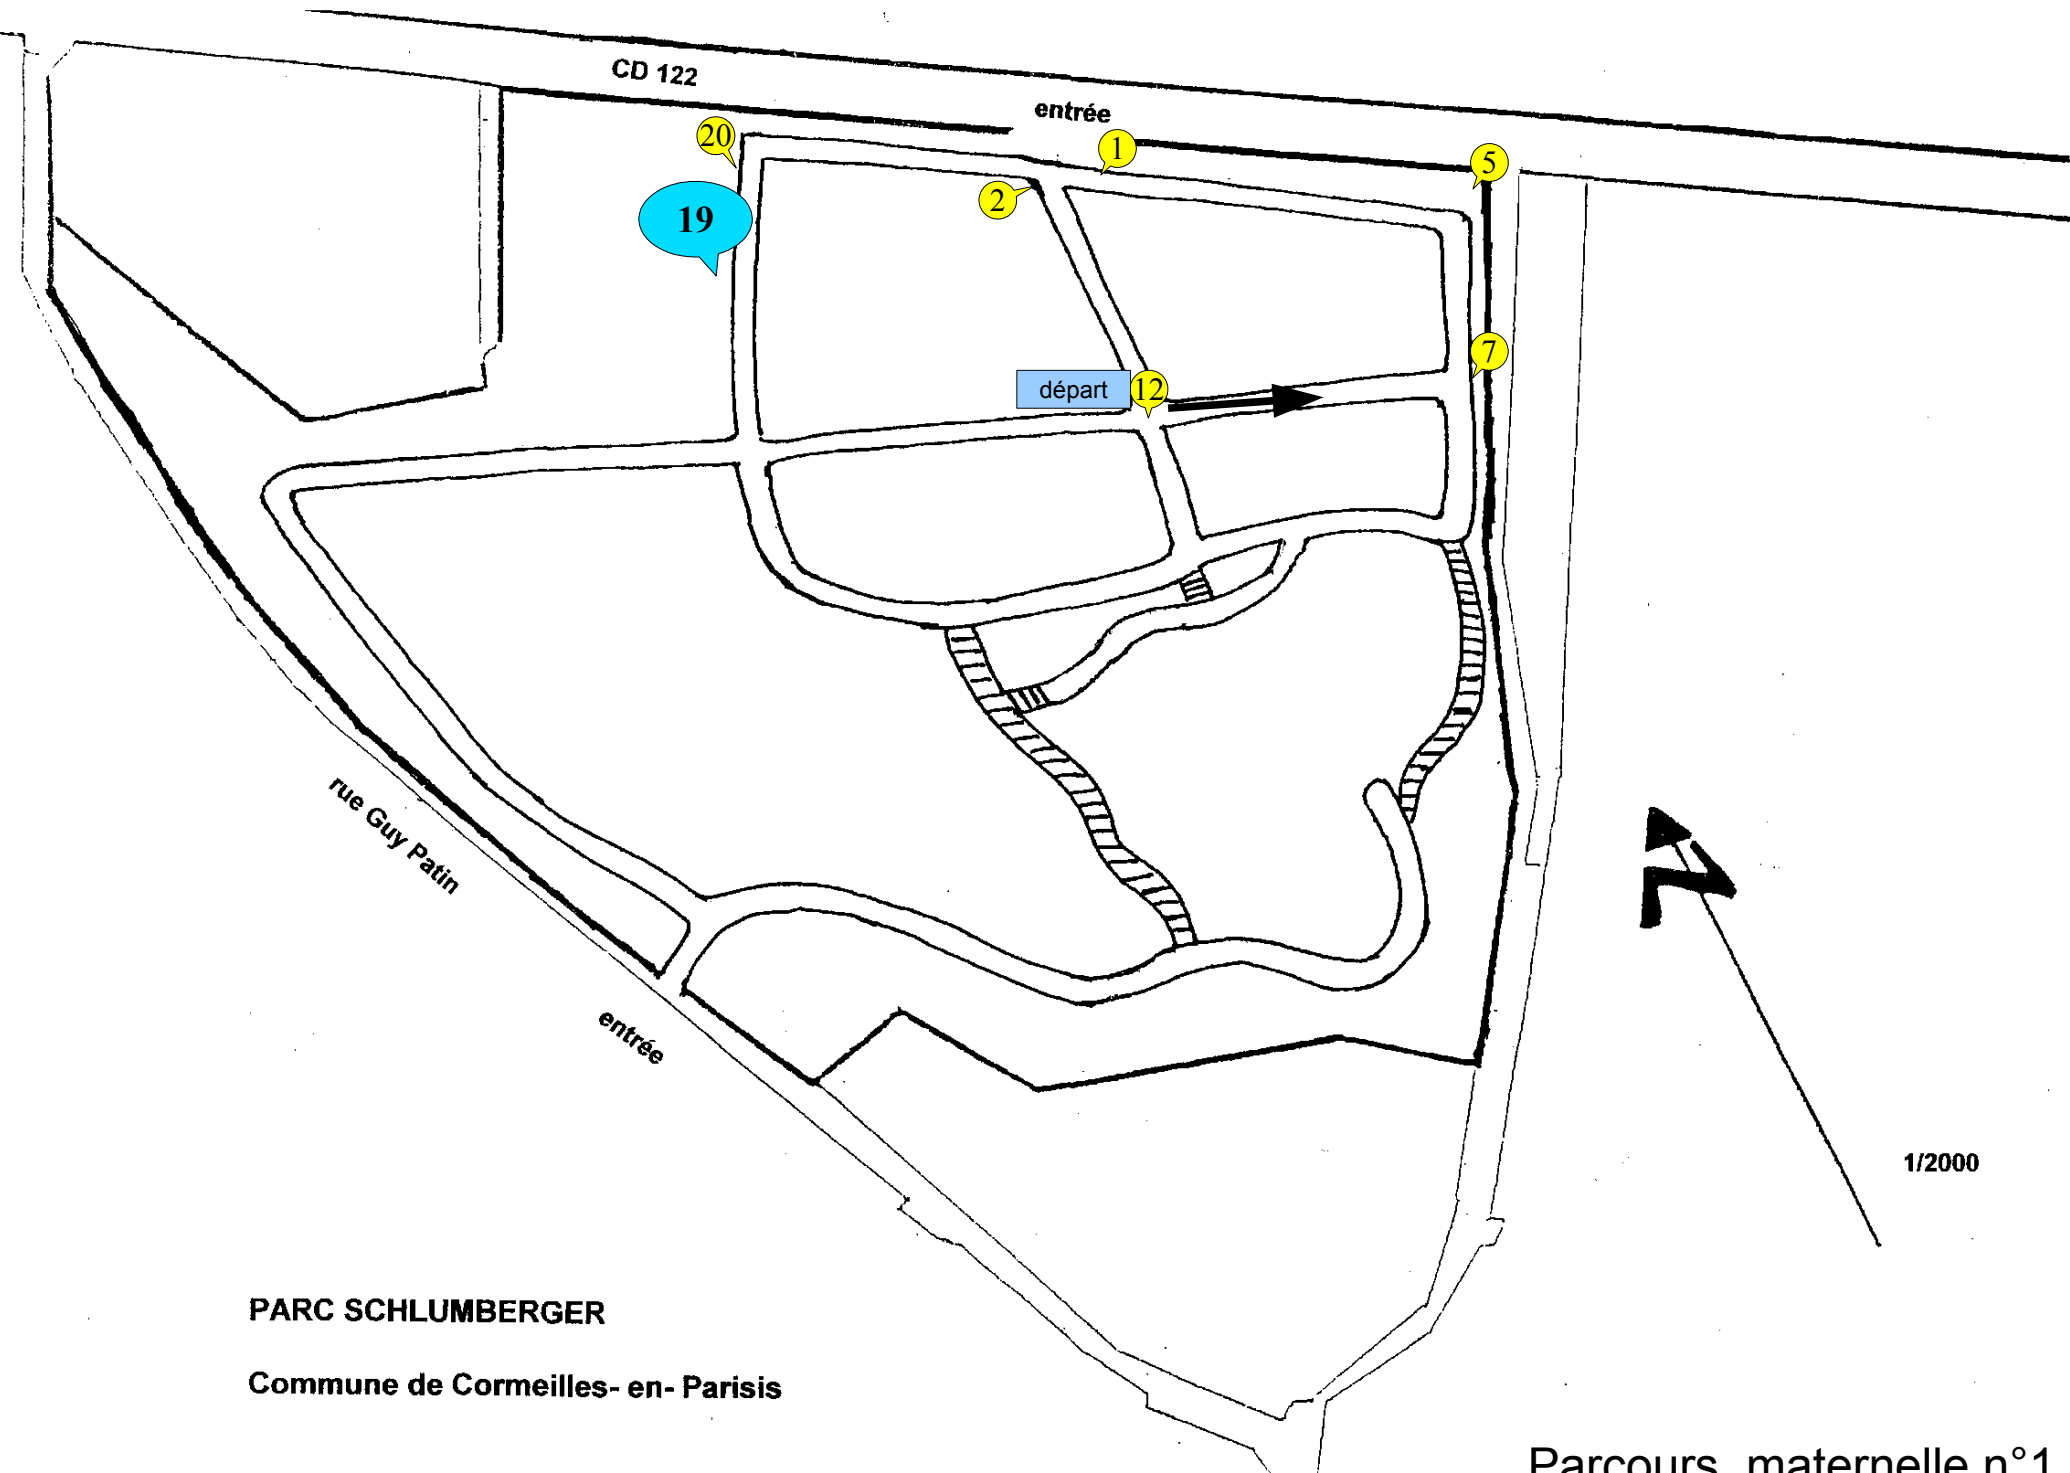 CD 122
entrée
20
1
5
2
19
7
départ
12
rue Guy Patin
entrée
N
1/2000
PARC SCHLUMBERGER
Commune de Cormeilles- en- Parisis
Parcours maternelle n°1